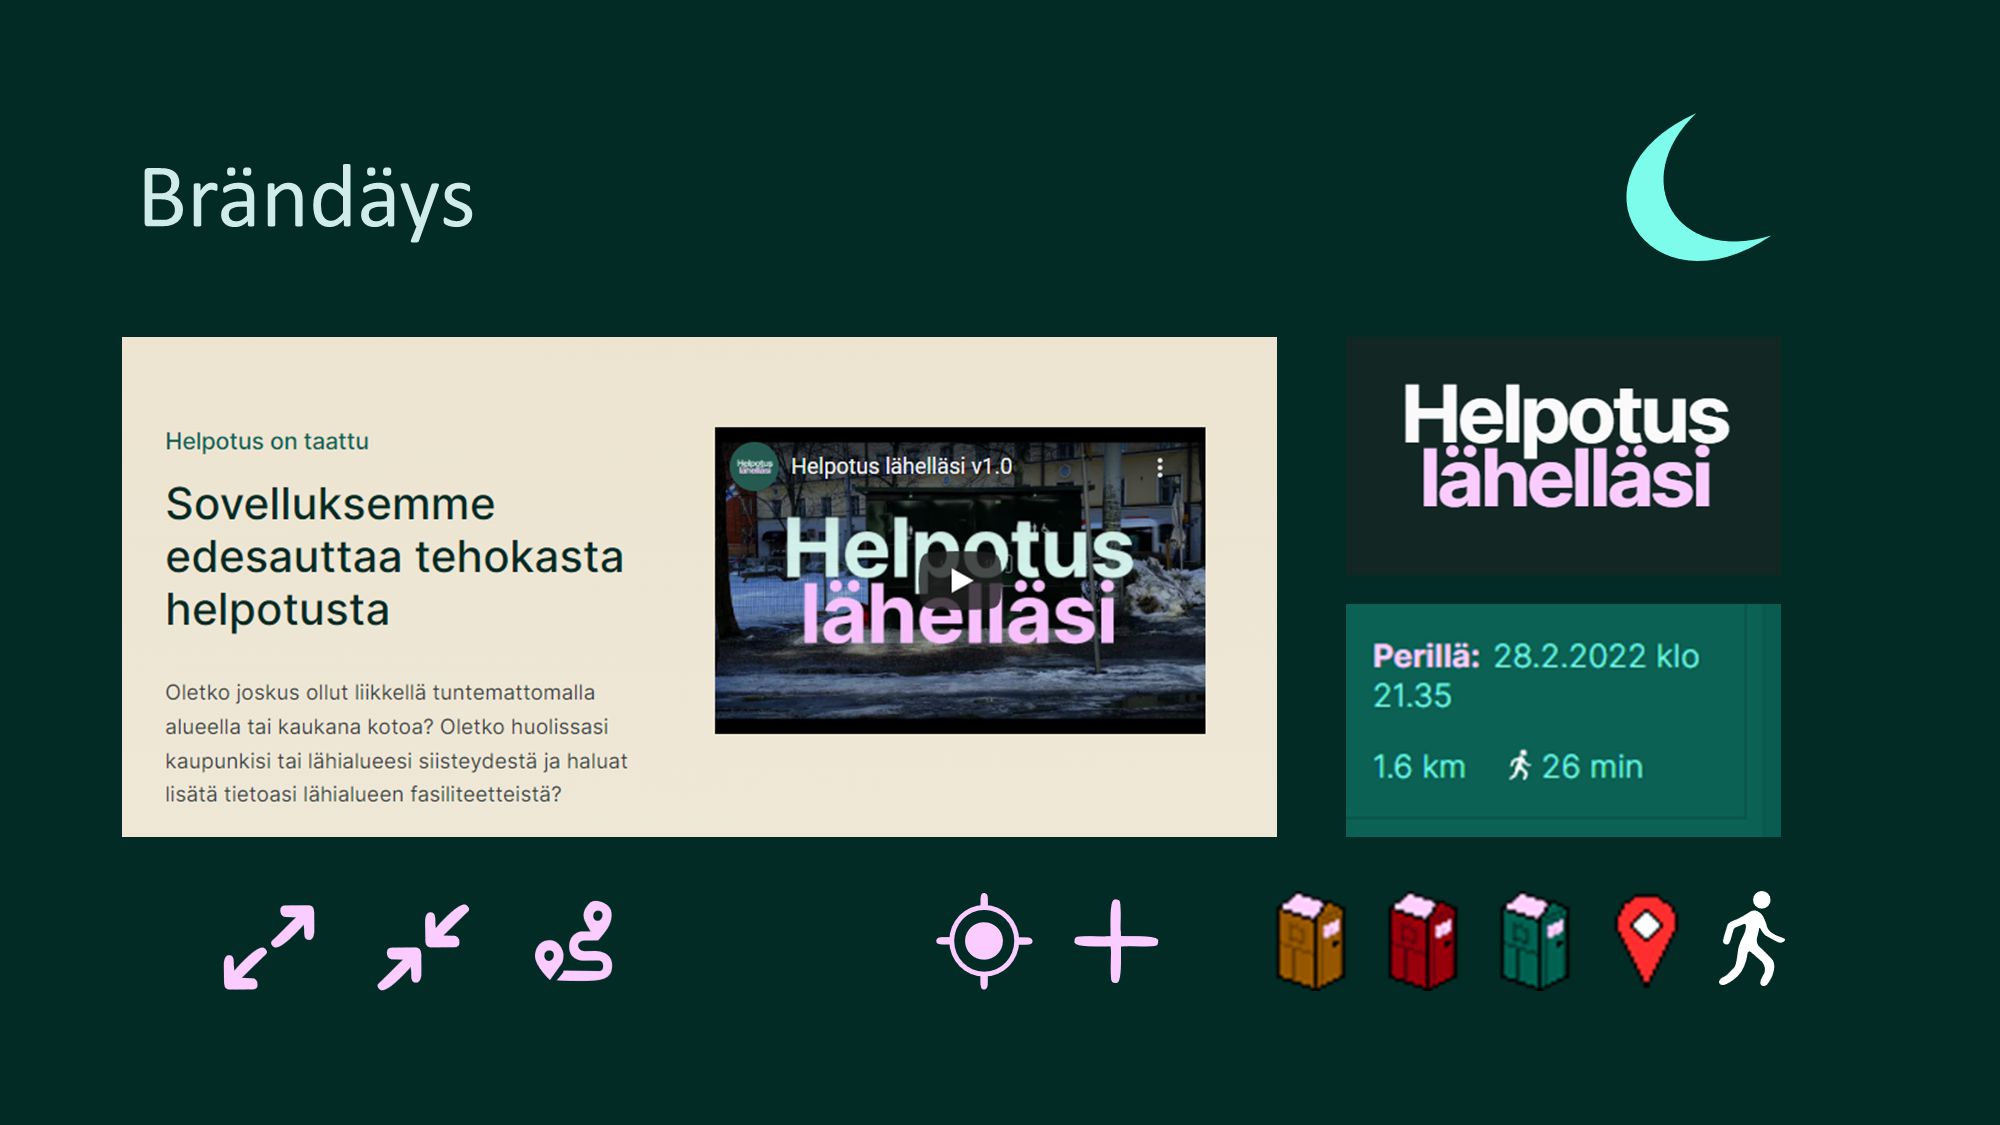 Brändäys
Helpotus on taattu
Sovelluksemme
edesauttaa tehokasta
helpotusta
Oletko joskus ollut liikkellä tuntemattomalla
alueella tai kaukana kotoa? Oletko huolissasi
kaupunkisi tai lähialueesi siisteydestä ja haluat
lisätä tietoasi lähialueen fasiliteetteistä?
Helpotus
lähelläsi
Helpotus lähelläsi v1.0
Helpotus
lähelläsi
Helpotus
lähelläsi
Perillä: 28.2.2022 klo
21.35
1.6 km 26 min